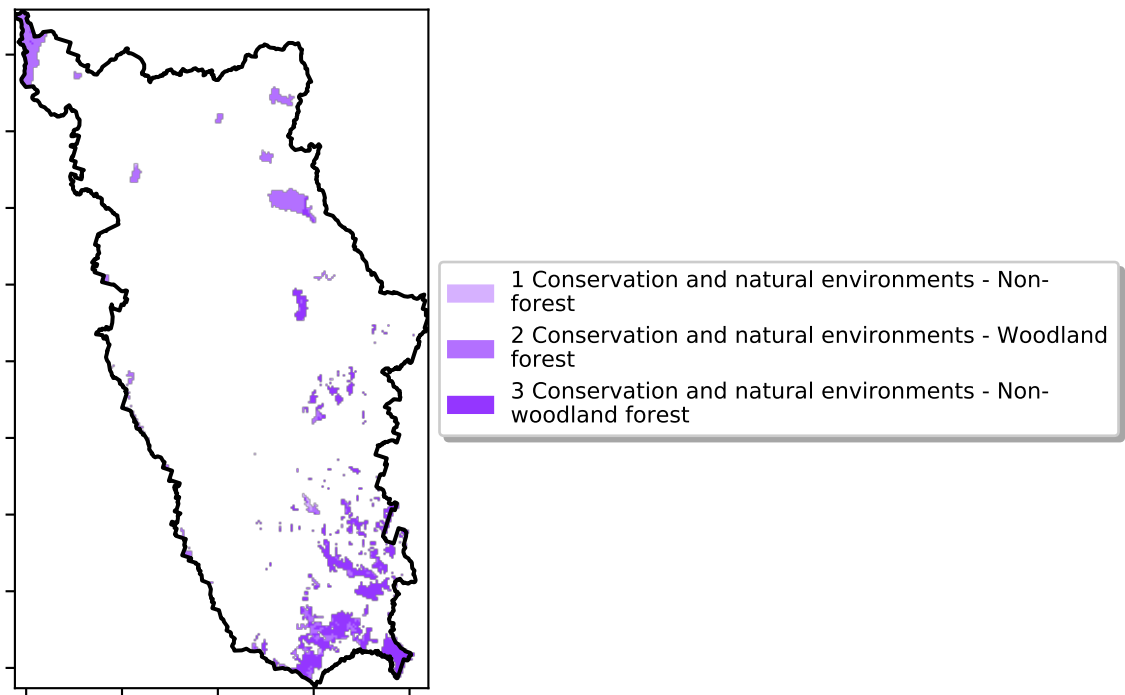 1 Conservation and natural environments - Non-
forest
2 Conservation and natural environments - Woodland
forest
3 Conservation and natural environments - Non-
woodland forest